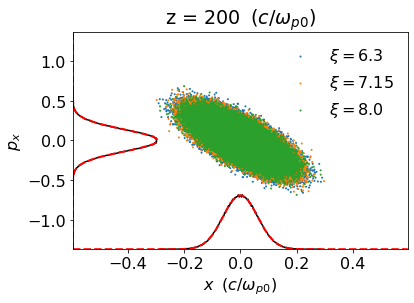 z = 200 (c/ω_{p0})
ξ = 6.3
ξ = 7.15
ξ = 8.0
p_x
1.0
0.5
0.0
−0.5
−1.0
−0.4 −0.2 0.0 0.2 0.4
x (c/ω_{p0})